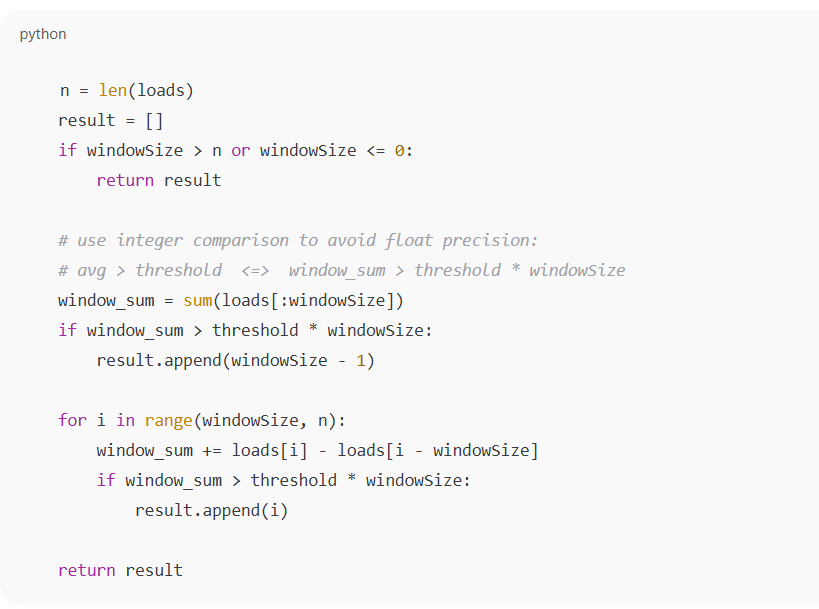 python
n = len(loads)
result = []
if windowSize > n or windowSize <= 0:
    return result
# use integer comparison to avoid float precision:
# avg > threshold  <=>  window_sum > threshold * windowSize
window_sum = sum(loads[:windowSize])
if window_sum > threshold * windowSize:
    result.append(windowSize - 1)
for i in range(windowSize, n):
    window_sum += loads[i] - loads[i - windowSize]
    if window_sum > threshold * windowSize:
        result.append(i)
return result